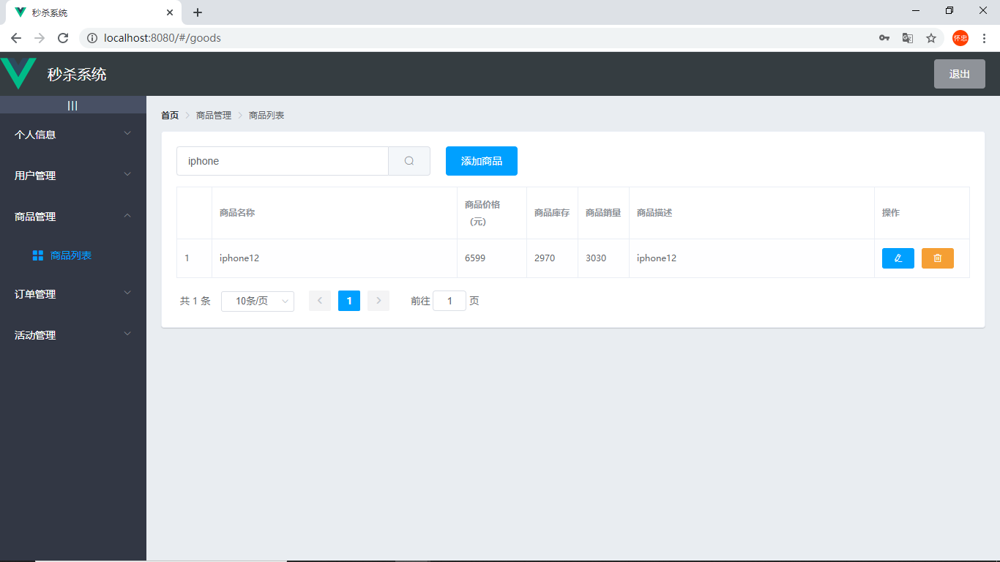 秒杀系统
localhost:8080/#/goods
怀忠
秒杀系统
退出
|||
个人信息
用户管理
商品管理
商品列表
订单管理
活动管理
首页 商品管理 商品列表
iphone
添加商品
商品名称 商品价格（元） 商品库存 商品銷量 商品描述 操作
1 iphone12 6599 2970 3030 iphone12
共 1 条 10条/页 1 前往 1 页